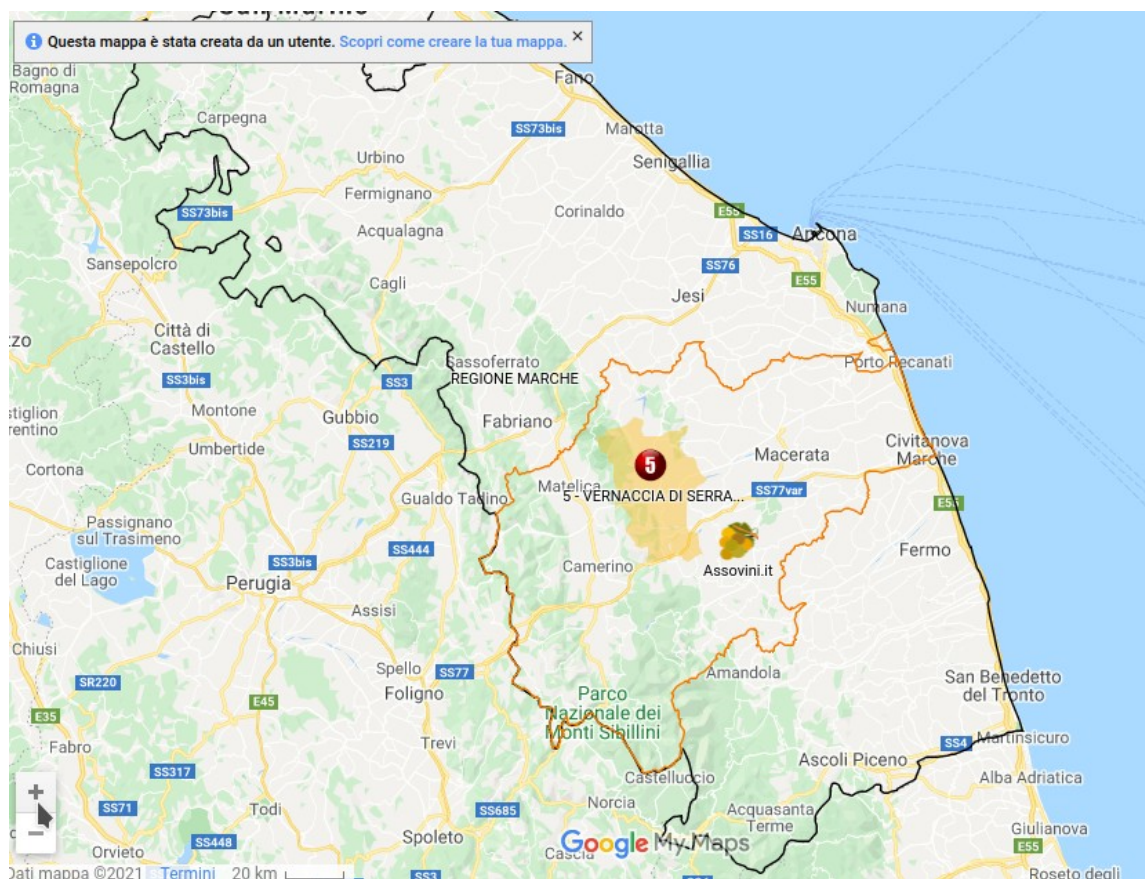 Questa mappa è stata creata da un utente. Scopri come creare la tua mappa.
Bagno di
Romagna
Fano
Carpegna
SS73bis
Marotta
Urbino
Senigallia
Fermignano
SS73bis
Corinaldo
E55
Acqualagna
SS16
Ancona
Sansepolcro
SS76
Cagli
E55
Jesi
Numana
Città di
Castello
Sassoferrato
Porto Recanati
REGIONE MARCHE
SS3bis
SS3
Montone
Gubbio
Fabriano
Umbertide
SS219
Civitanova
Marche
Macerata
5
Cortona
Matelica
SS77var
Gualdo Tadino
5 - VERNACCIA DI SERRA...
E55
Passignano
sul Trasimeno
SS444
Fermo
Castiglione
del Lago
SS3bis
Camerino
Assovini.it
Perugia
Assisi
Chiusi
Spello
SS77
Amandola
SR220
Foligno
San Benedetto
del Tronto
E45
Parco
Nazionale dei
Monti Sibillini
E35
Fabro
Trevi
SS4
Martinsicuro
Ascoli Piceno
SS317
Castelluccio
Alba Adriatica
SS71
Todi
SS685
Norcia
Acquasanta
Terme
Giulianova
Orvieto
SS448
Spoleto
Cascia
Google My Maps
E55
Dati mappa ©2021
Termini
20 km
SS3
Roseto degli